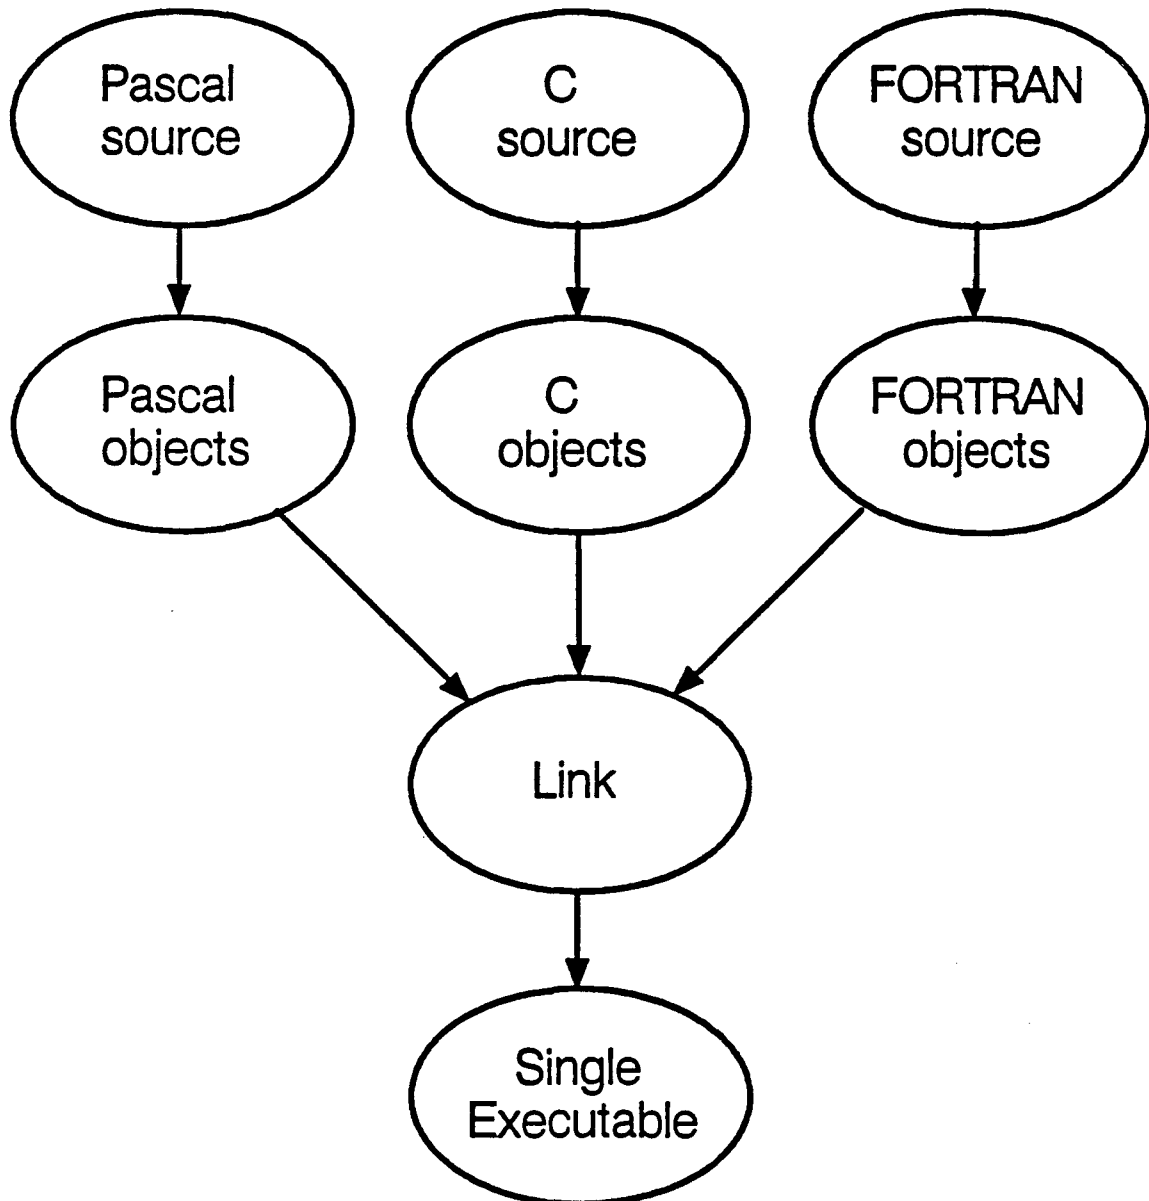 Pascal
source
C
source
FORTRAN
source
Pascal
objects
C
objects
FORTRAN
objects
Link
Single
Executable